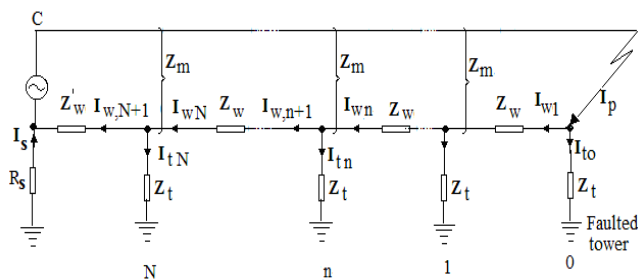 C
Zm Zm Zm
Z'w Iw,N+1 IwN Zw Iw,n+1 Iwn Zw Iw1 Zw Ip
Is ItN Itn Ito
Rs Zt Zt Zt Zt
Faulted
tower
N n 1 0